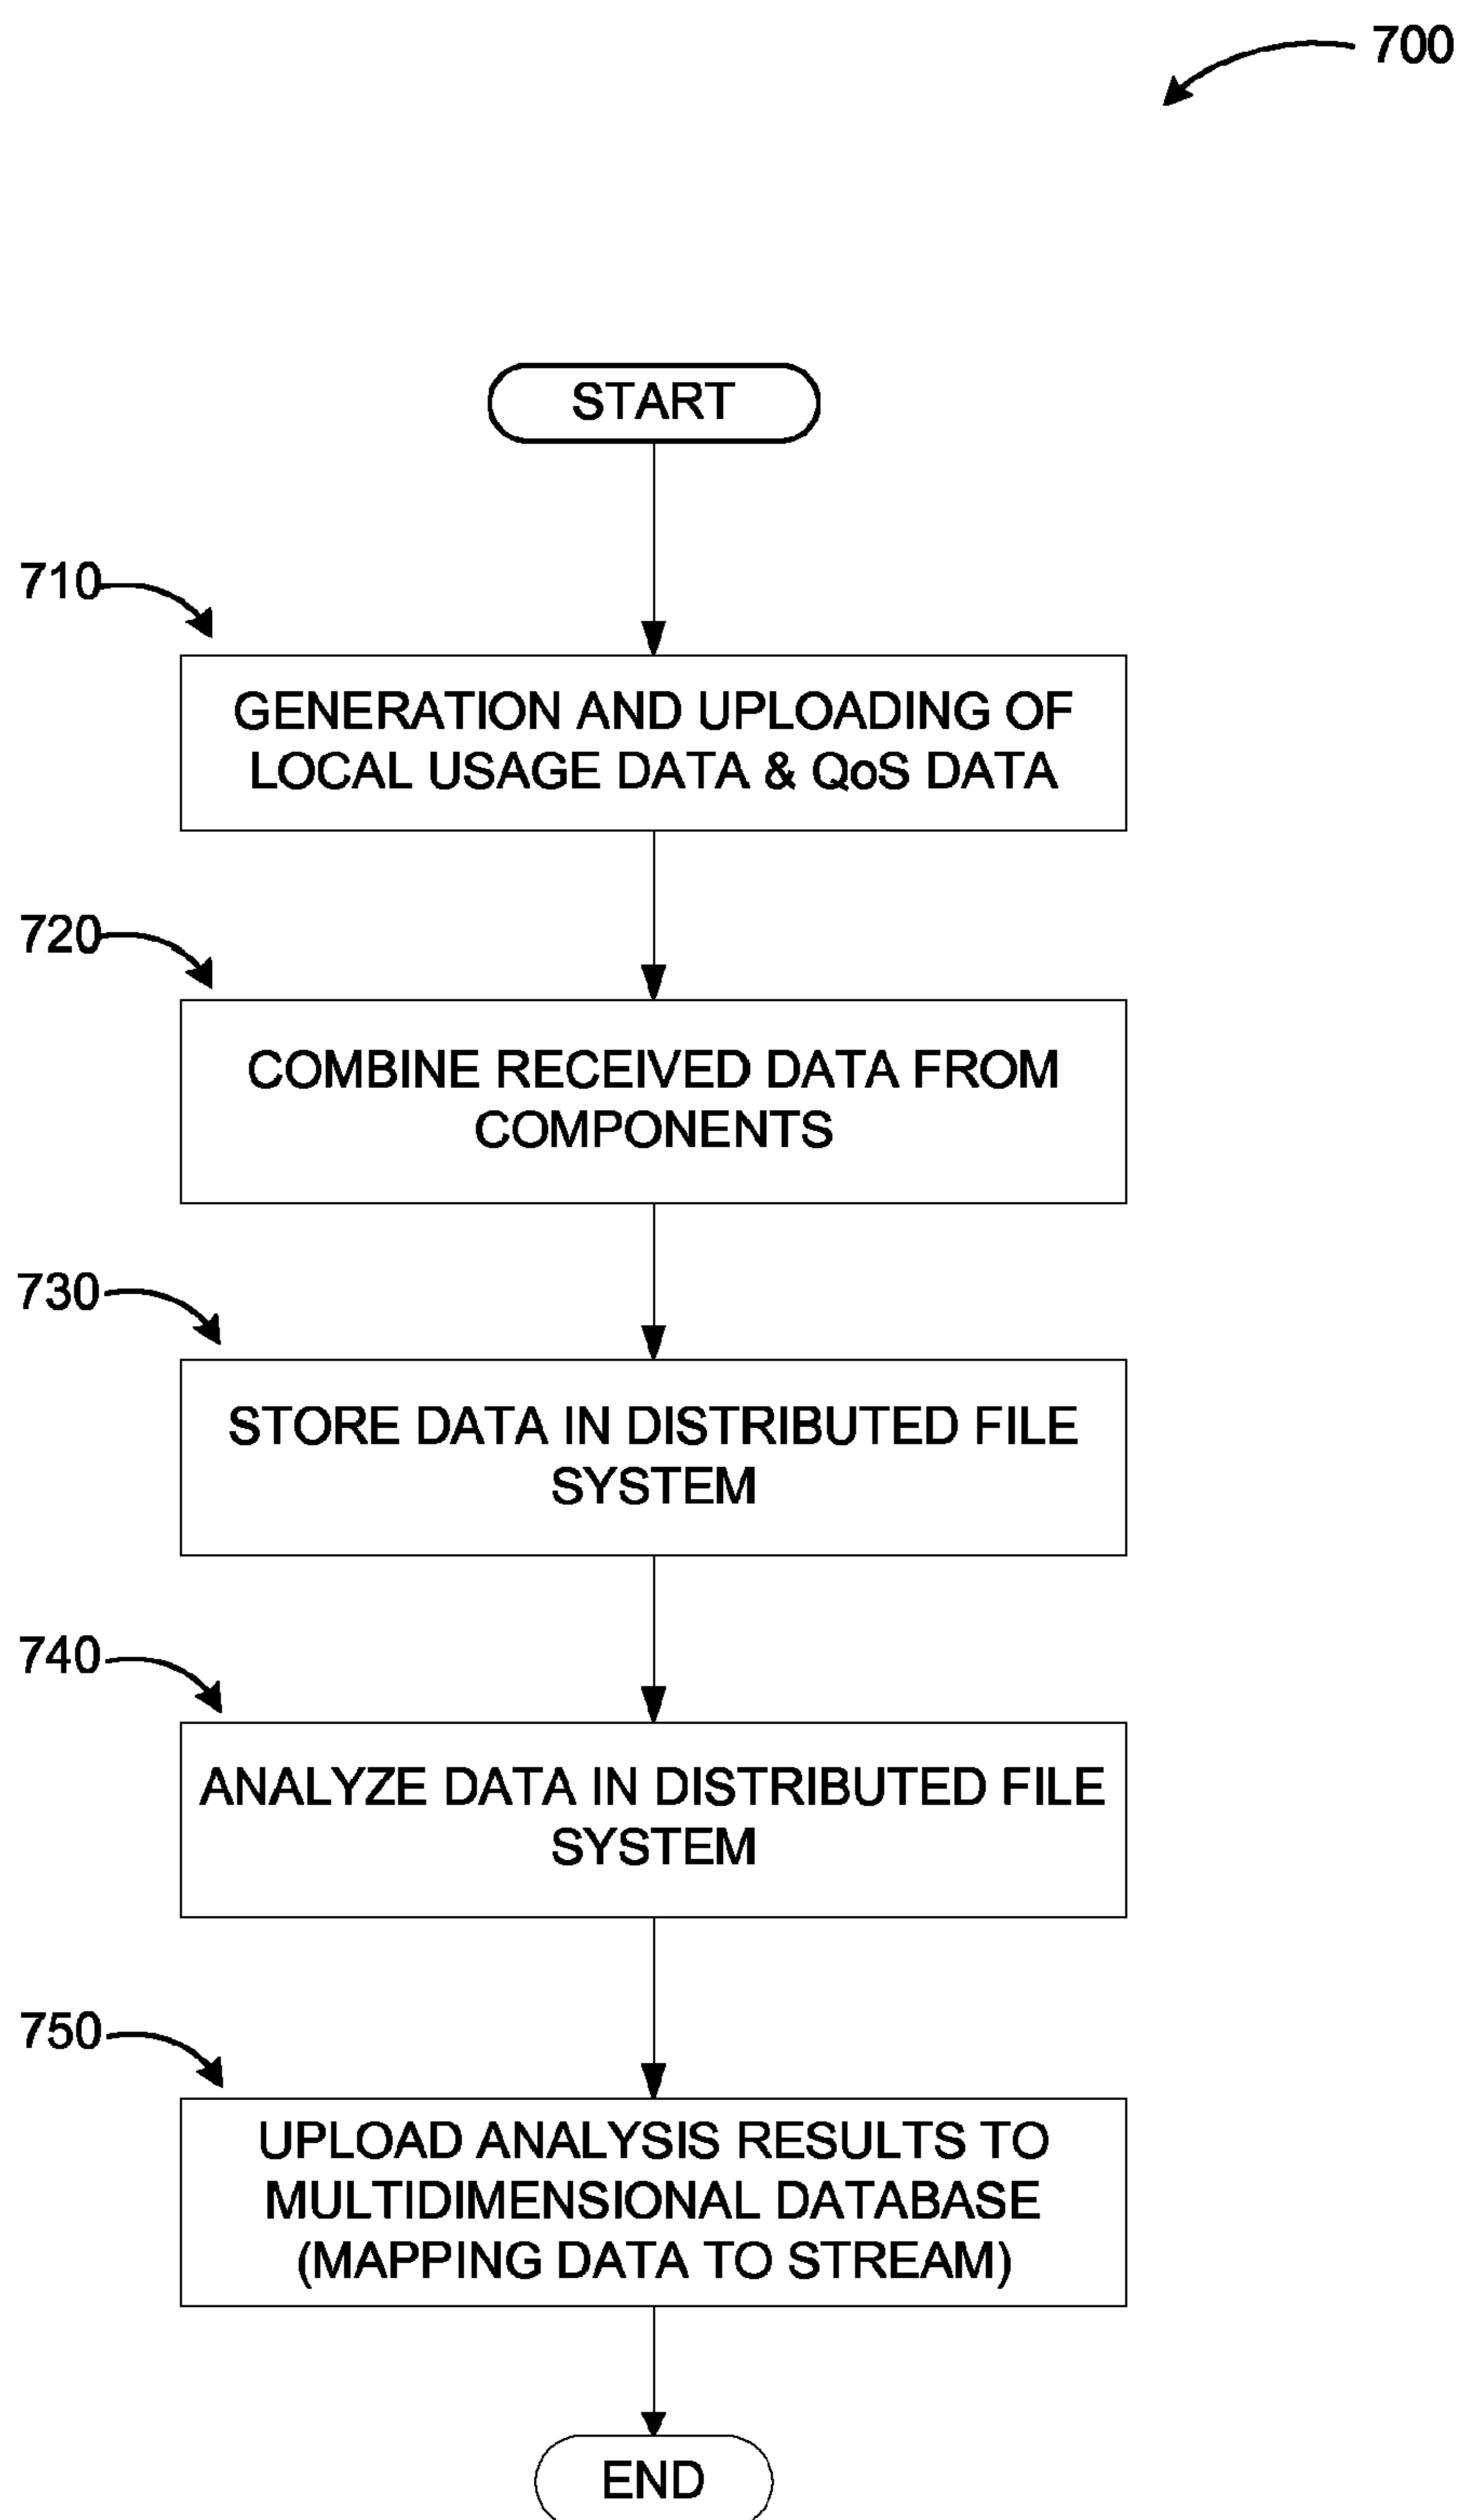 700
START
710
GENERATION AND UPLOADING OF
LOCAL USAGE DATA & QoS DATA
720
COMBINE RECEIVED DATA FROM
COMPONENTS
730
STORE DATA IN DISTRIBUTED FILE
SYSTEM
740
ANALYZE DATA IN DISTRIBUTED FILE
SYSTEM
750
UPLOAD ANALYSIS RESULTS TO
MULTIDIMENSIONAL DATABASE
(MAPPING DATA TO STREAM)
END